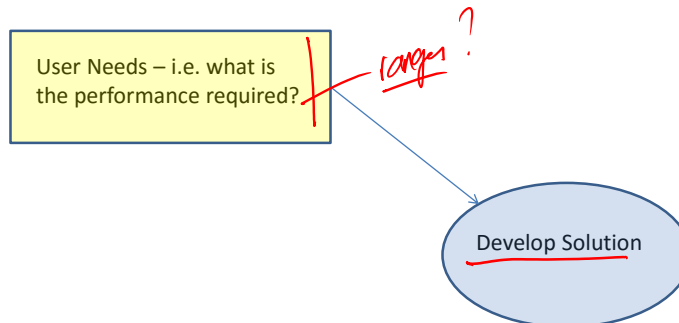 User Needs – i.e. what is
the performance required?
ranges ?
Develop Solution